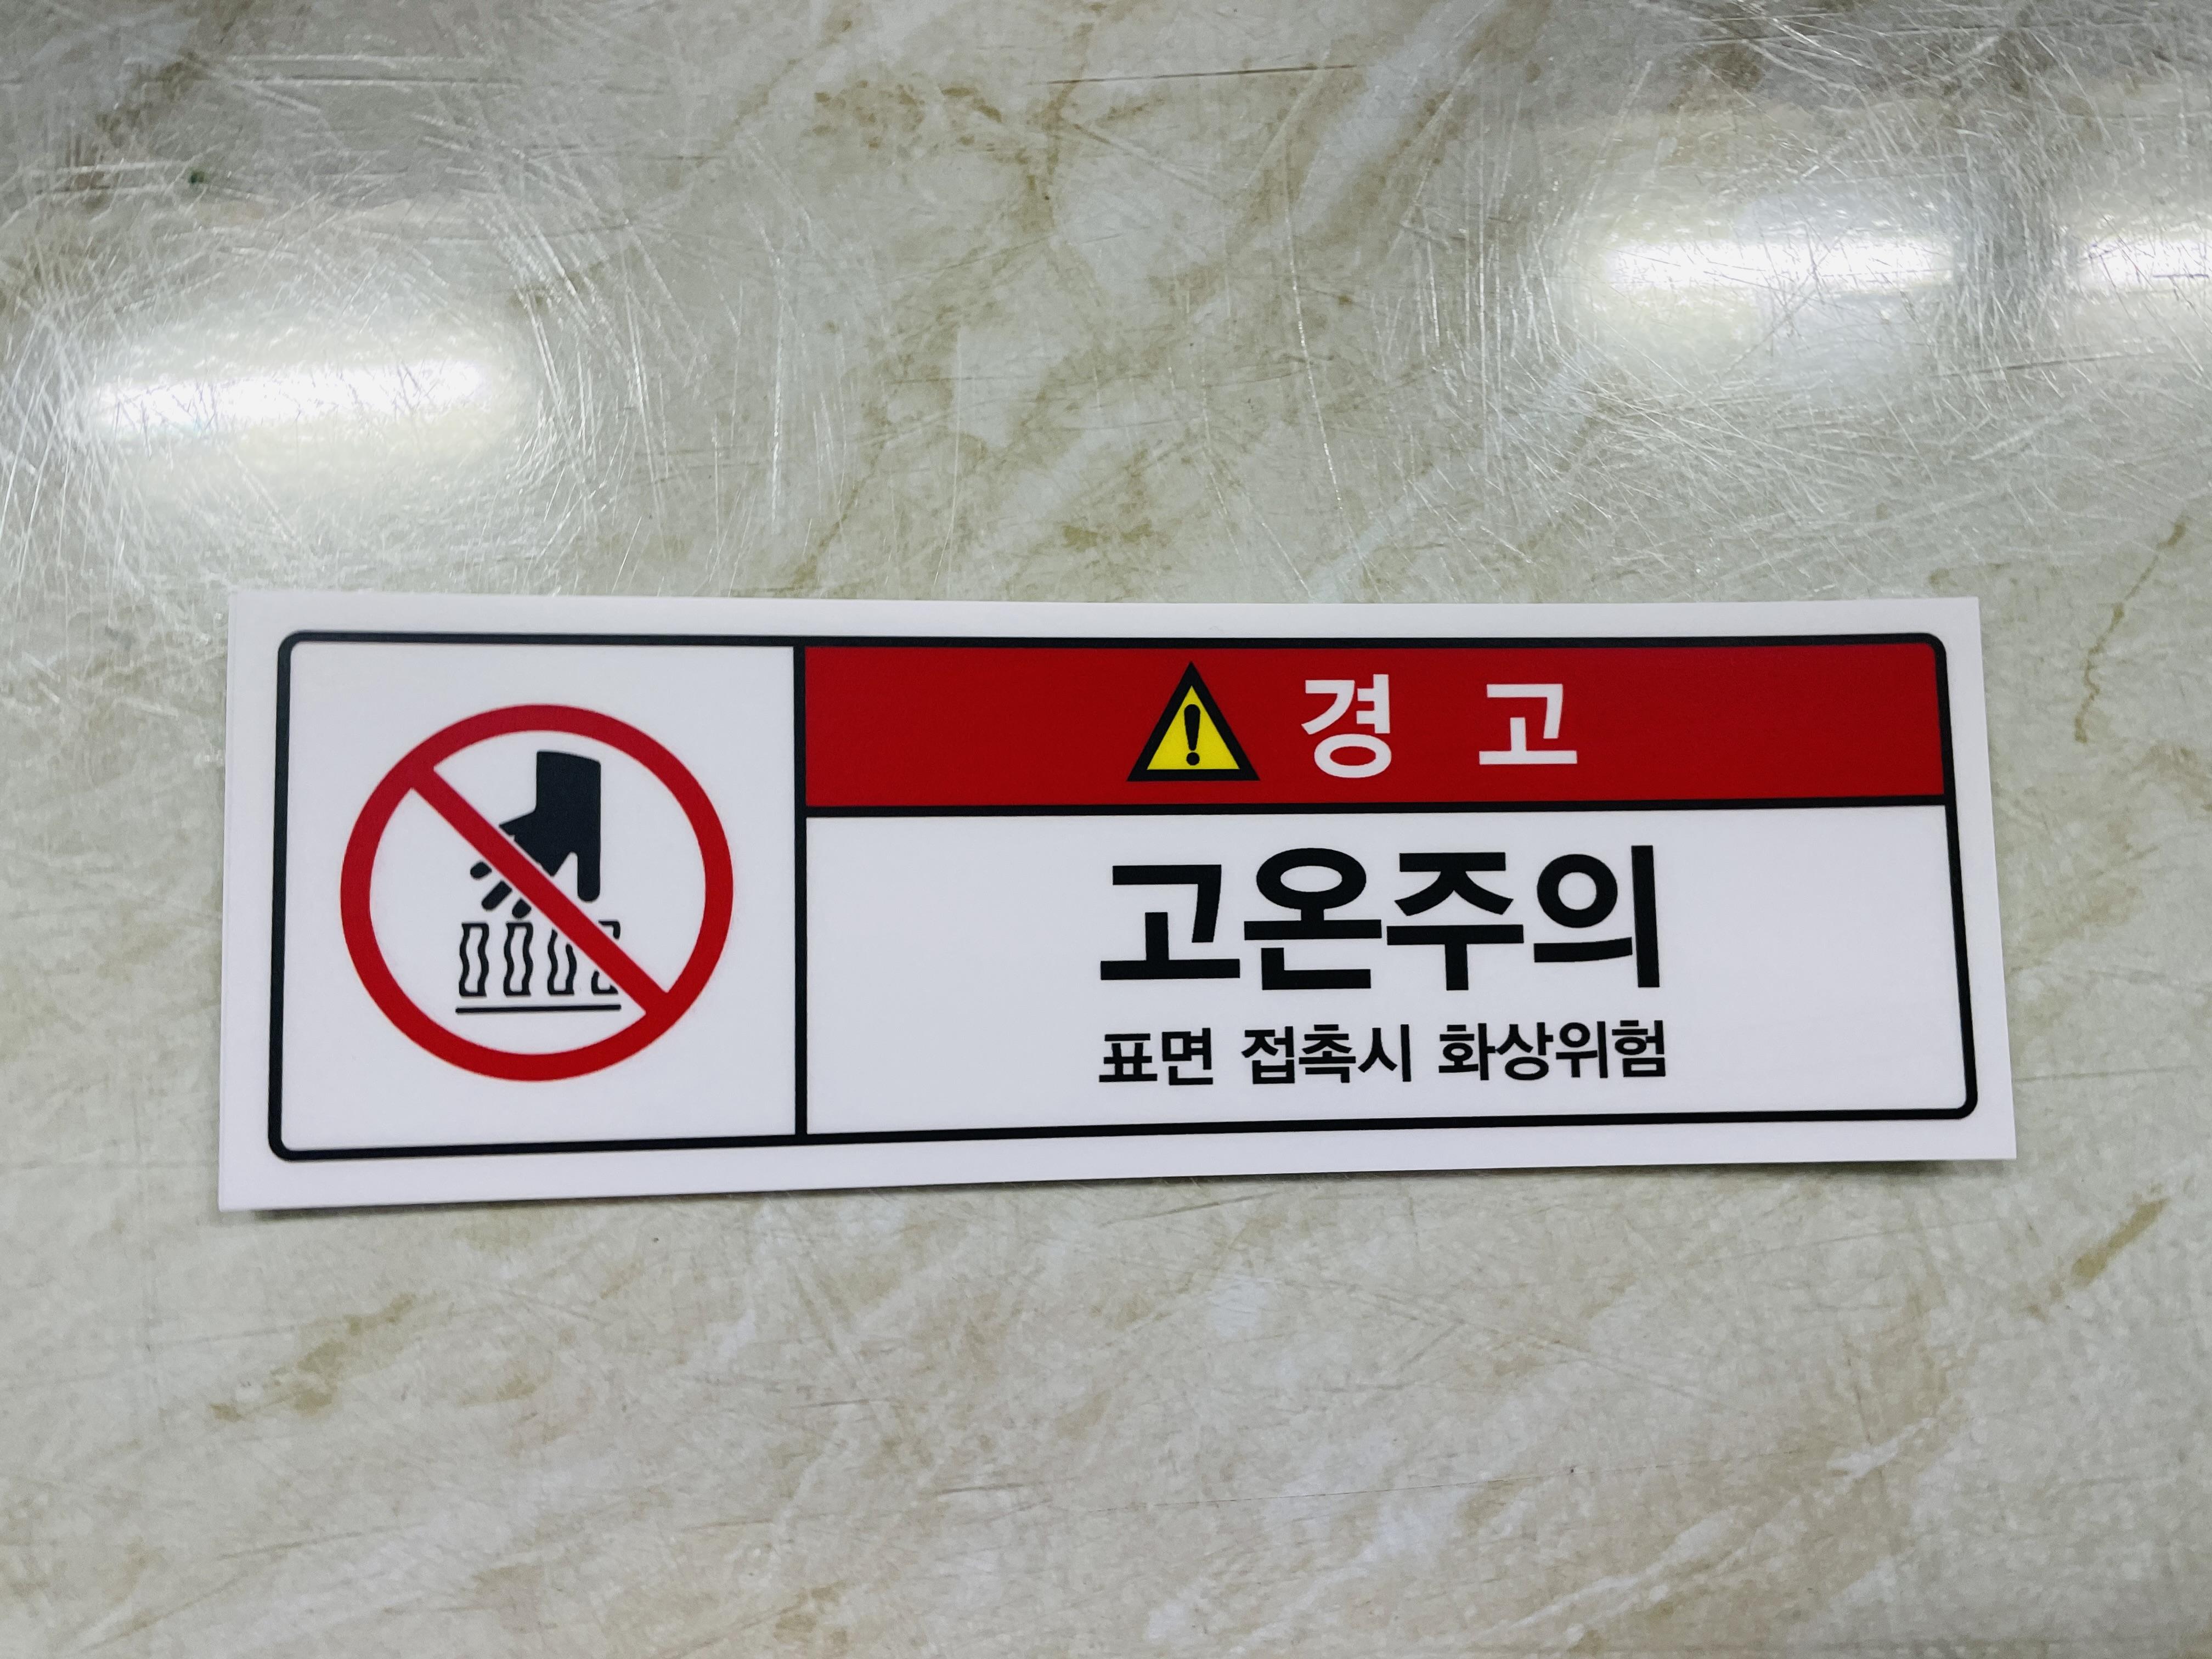 경 고
고온주의
표면 접촉시 화상위험